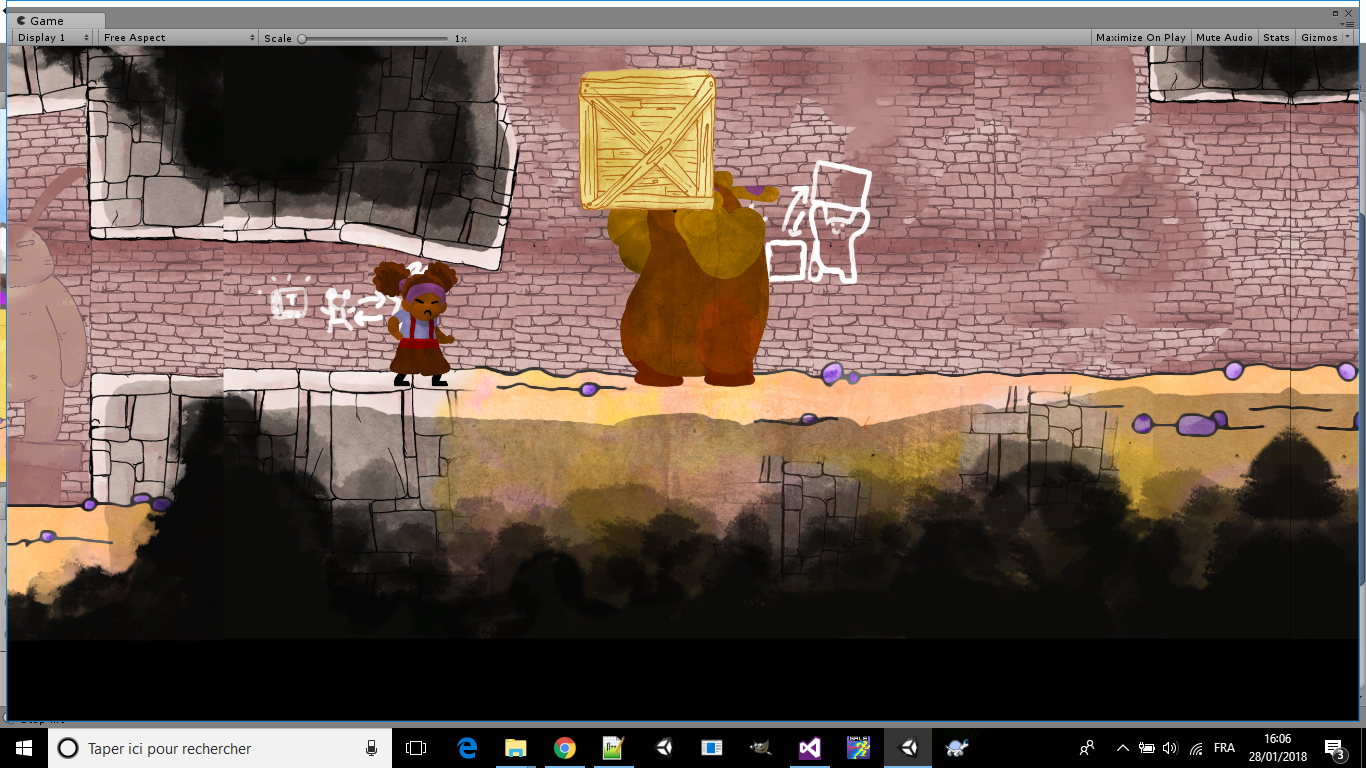 Game
Display 1
Free Aspect
Scale
1x
Maximize On Play
Mute Audio
Stats
Gizmos
T
Taper ici pour rechercher
FRA
16:06
28/01/2018
3